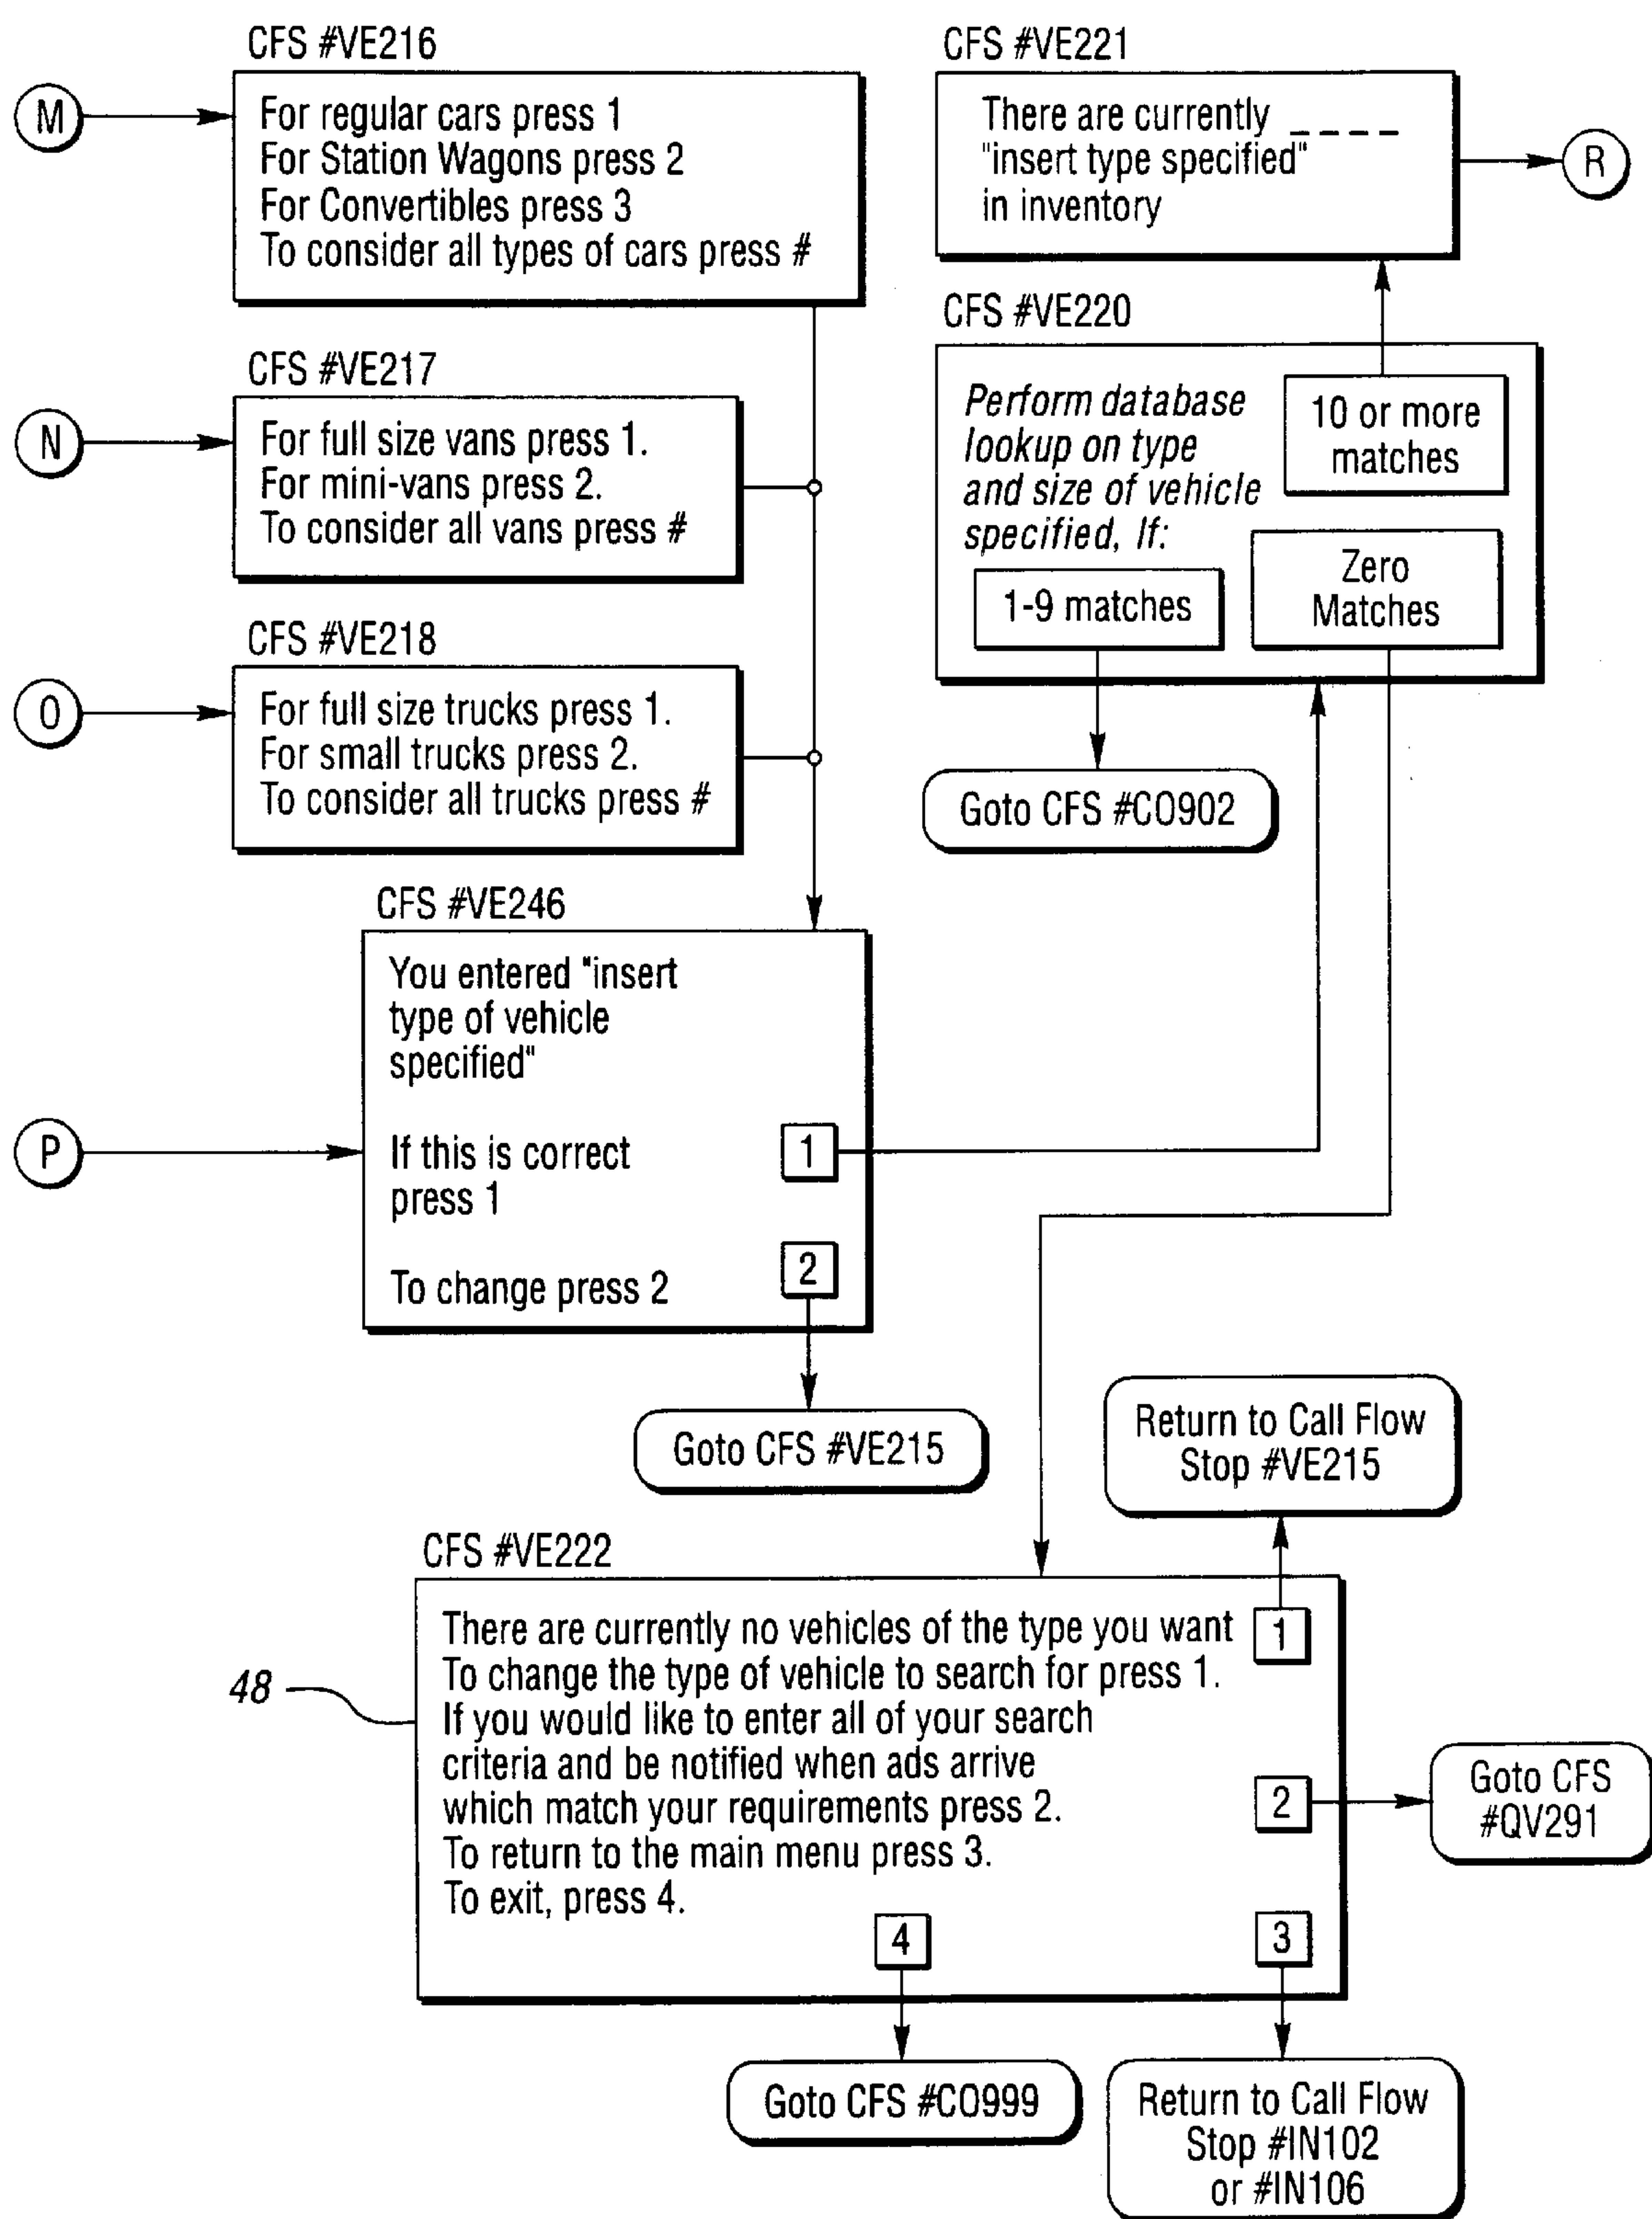 CFS #VE216
M
For regular cars press 1
For Station Wagons press 2
For Convertibles press 3
To consider all types of cars press #
CFS #VE217
N
For full size vans press 1.
For mini-vans press 2.
To consider all vans press #
CFS #VE218
O
For full size trucks press 1.
For small trucks press 2.
To consider all trucks press #
CFS #VE221
There are currently _ _ _ _
"insert type specified"
in inventory
R
CFS #VE220
Perform database
lookup on type
and size of vehicle
specified, If:
10 or more
matches
1-9 matches
Zero
Matches
Goto CFS #CO902
CFS #VE246
P
You entered "insert
type of vehicle
specified"
If this is correct
press 1
1
To change press 2
2
Goto CFS #VE215
Return to Call Flow
Stop #VE215
CFS #VE222
48
There are currently no vehicles of the type you want
To change the type of vehicle to search for press 1.
If you would like to enter all of your search
criteria and be notified when ads arrive
which match your requirements press 2.
To return to the main menu press 3.
To exit, press 4.
1
2
Goto CFS
#QV291
4
3
Goto CFS #CO999
Return to Call Flow
Stop #IN102
or #IN106